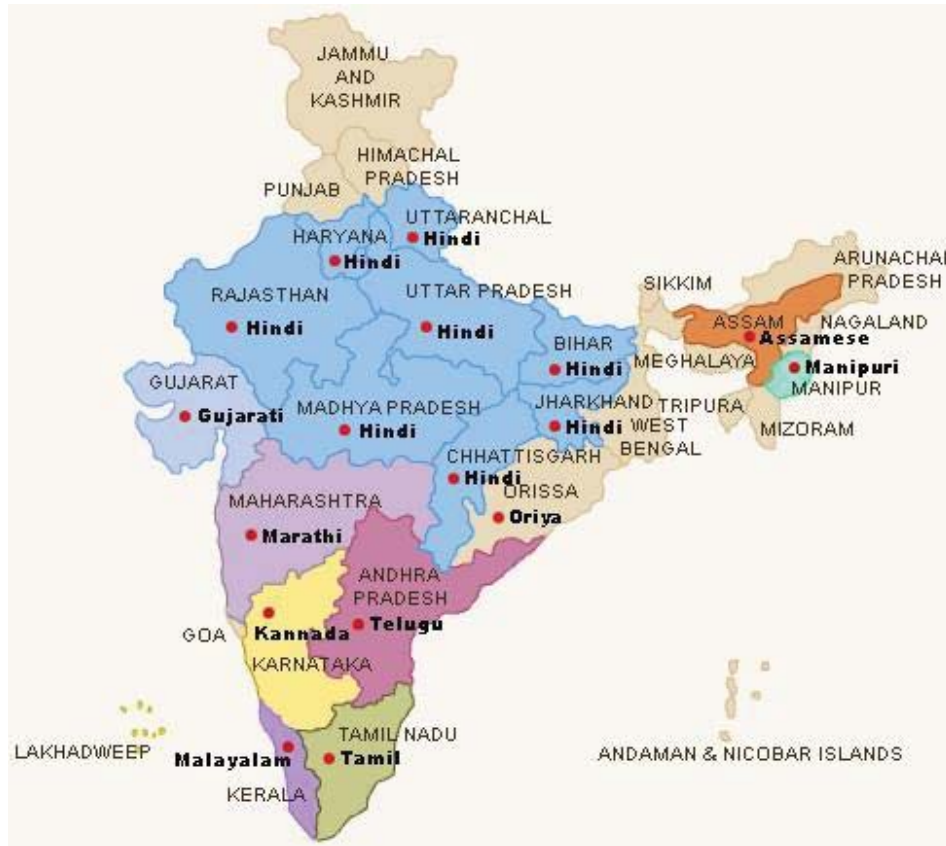 JAMMU
AND
KASHMIR
HIMACHAL
PRADESH
PUNJAB
UTTARANCHAL
Hindi
HARYANA
Hindi
ARUNACHAL
PRADESH
SIKKIM
RAJASTHAN
Hindi
UTTAR PRADESH
Hindi
ASSAM
Assamese
NAGALAND
BIHAR
Hindi
MEGHALAYA
Manipuri
MANIPUR
GUJARAT
Gujarati
MADHYA PRADESH
Hindi
JHARKHAND
Hindi
TRIPURA
WEST
BENGAL
MIZORAM
CHHATTISGARH
Hindi
ORISSA
Oriya
MAHARASHTRA
Marathi
ANDHRA
PRADESH
Telugu
GOA
Kannada
KARNATAKA
LAKHADWEEP
TAMIL NADU
Tamil
Malayalam
KERALA
ANDAMAN & NICOBAR ISLANDS